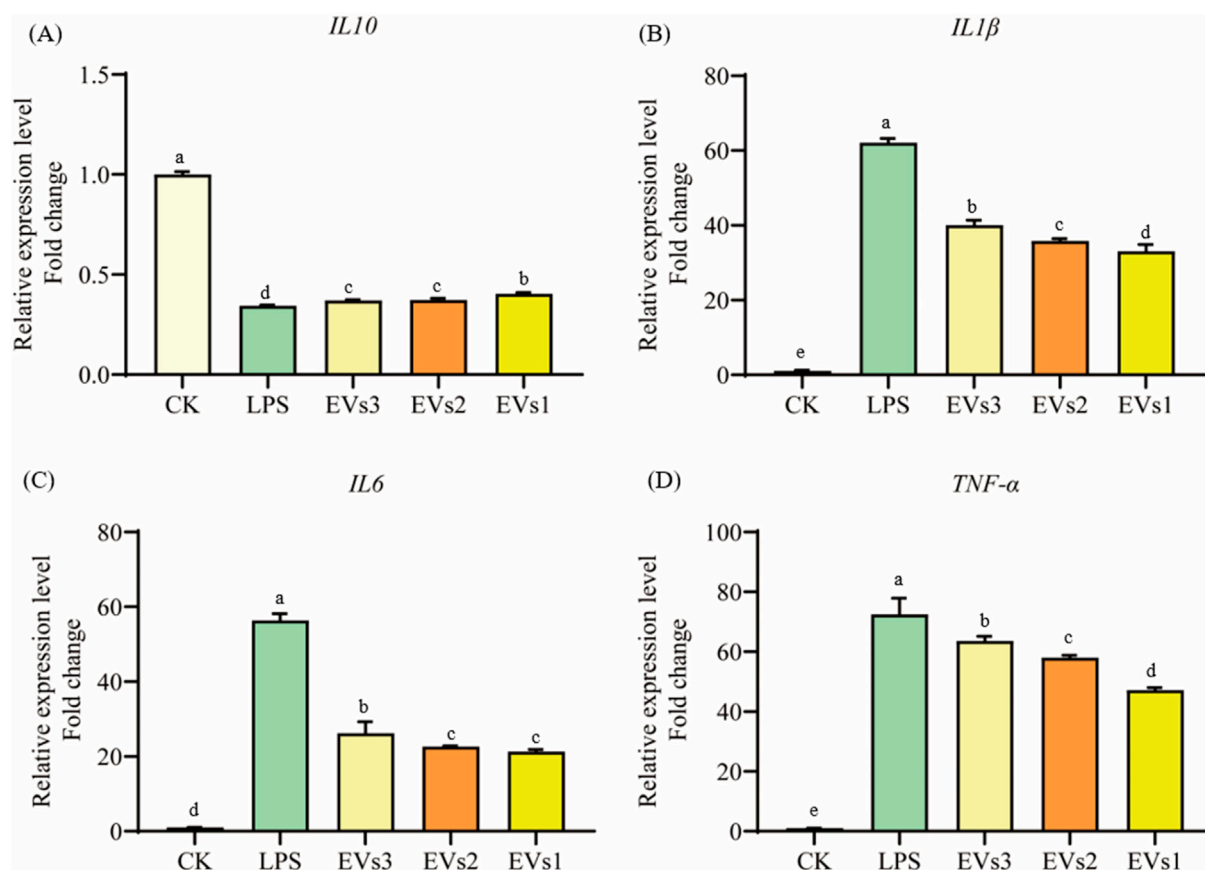 (A)
IL10
Relative expression level
Fold change
1.5
1.0
0.5
0.0
a
d
c
c
b
CK LPS EVs3 EVs2 EVs1
(B)
IL1β
Relative expression level
Fold change
80
60
40
20
0
e
a
b
c
d
CK LPS EVs3 EVs2 EVs1
(C)
IL6
Relative expression level
Fold change
80
60
40
20
0
d
a
b
c
c
CK LPS EVs3 EVs2 EVs1
(D)
TNF-α
Relative expression level
Fold change
100
80
60
40
20
0
e
a
b
c
d
CK LPS EVs3 EVs2 EVs1